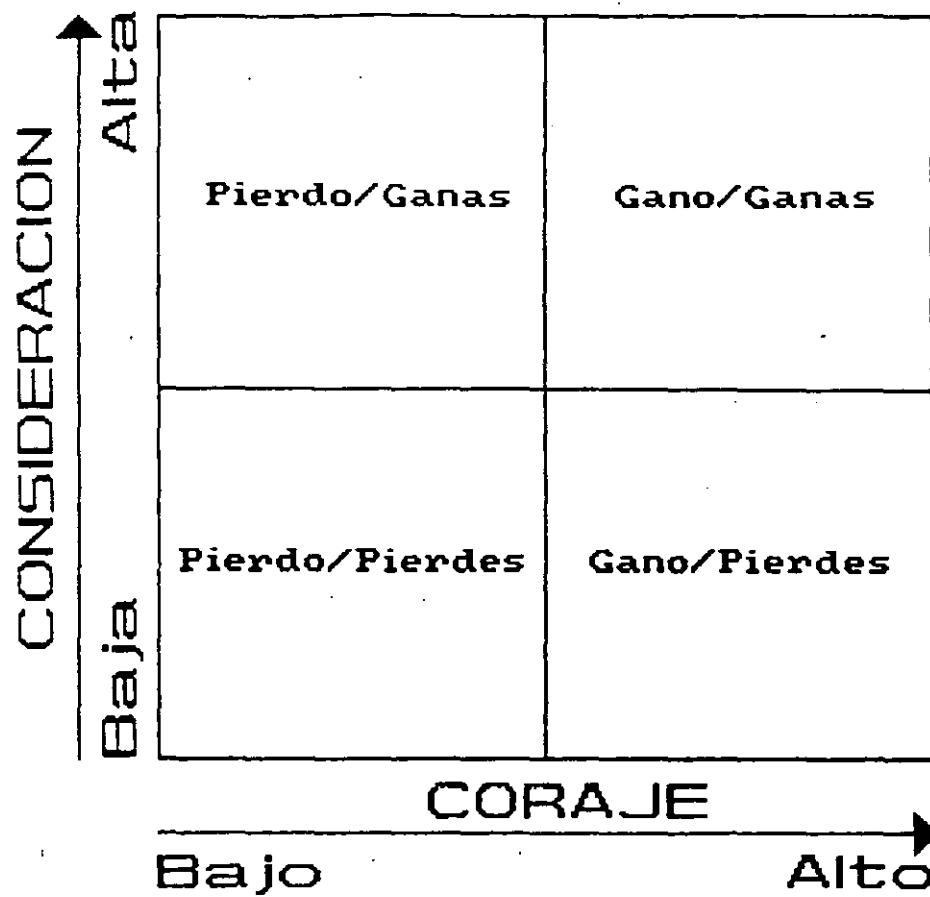 CONSIDERACION
Alta
Baja
Pierdo/Ganas
Gano/Ganas
Pierdo/Pierdes
Gano/Pierdes
CORAJE
Bajo
Alto